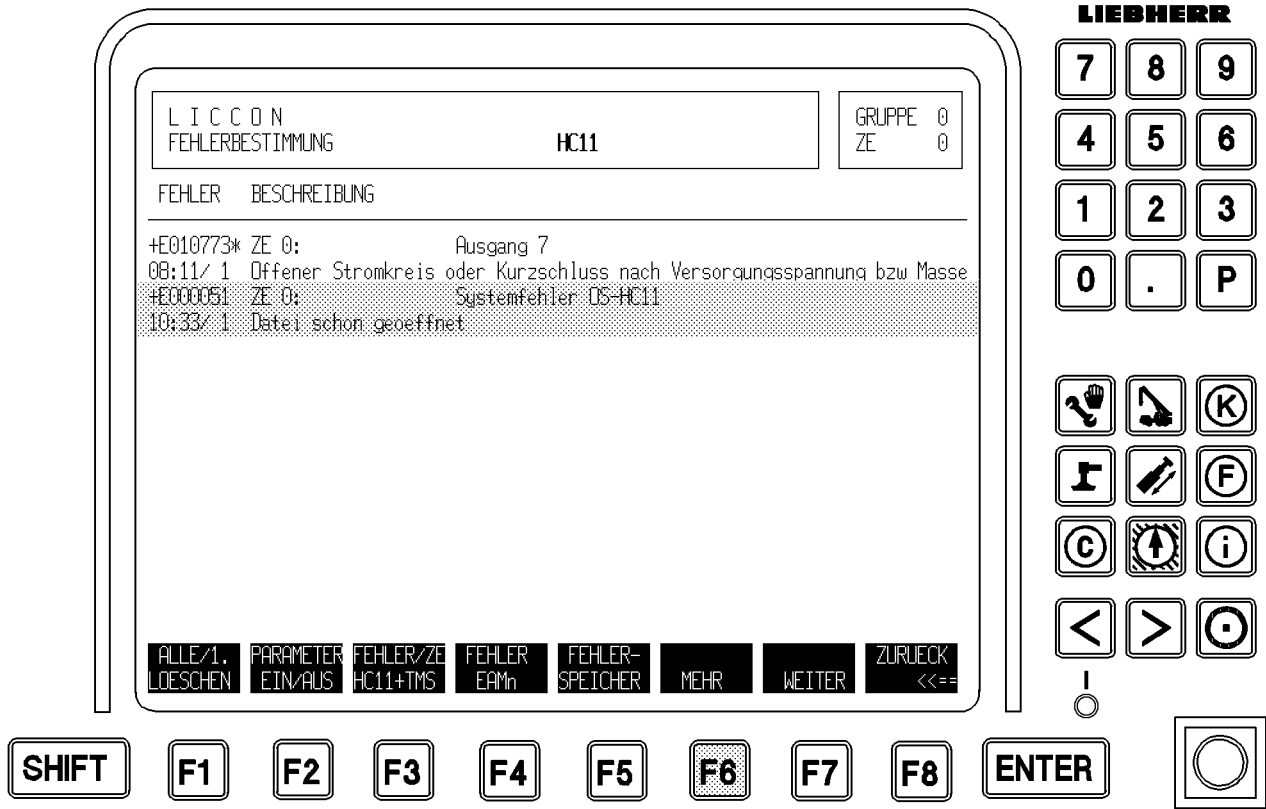 LIEBHERR
L I C C O N
FEHLERBESTIMMUNG HC11
GRUPPE 0
ZE 0
FEHLER BESCHREIBUNG
+E010773* ZE 0: Ausgang 7
08:11/ 1 Offener Stromkreis oder Kurzschluss nach Versorgungsspannung bzw Masse
+E000051 ZE 0: Systemfehler OS-HC11
10:33/ 1 Datei schon geoeffnet
ALLE/1. PARAMETER FEHLER/ZE FEHLER FEHLER- ZURUECK
LOESCHEN EIN/AUS HC11+TMS EAMn SPEICHER MEHR WEITER <<==
7 8 9
4 5 6
1 2 3
0 . P
K
F
C i
< >
I
SHIFT F1 F2 F3 F4 F5 F6 F7 F8 ENTER